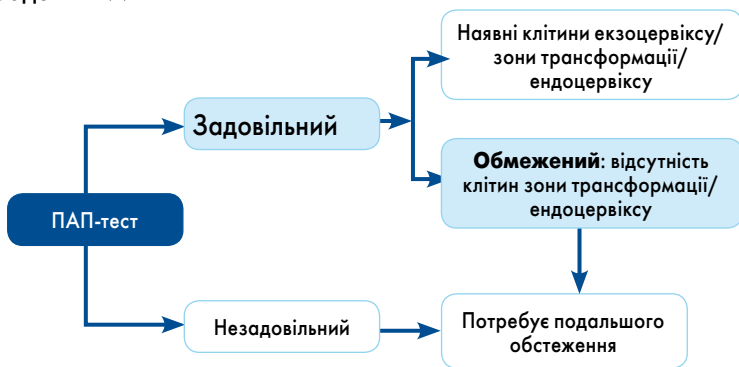 Наявні клітини екзоцервіксу/
зони трансформації/
ендоцервіксу
Задовільний
Обмежений: відсутність
клітин зони трансформації/
ендоцервіксу
ПАП-тест
Незадовільний
Потребує подальшого
обстеження